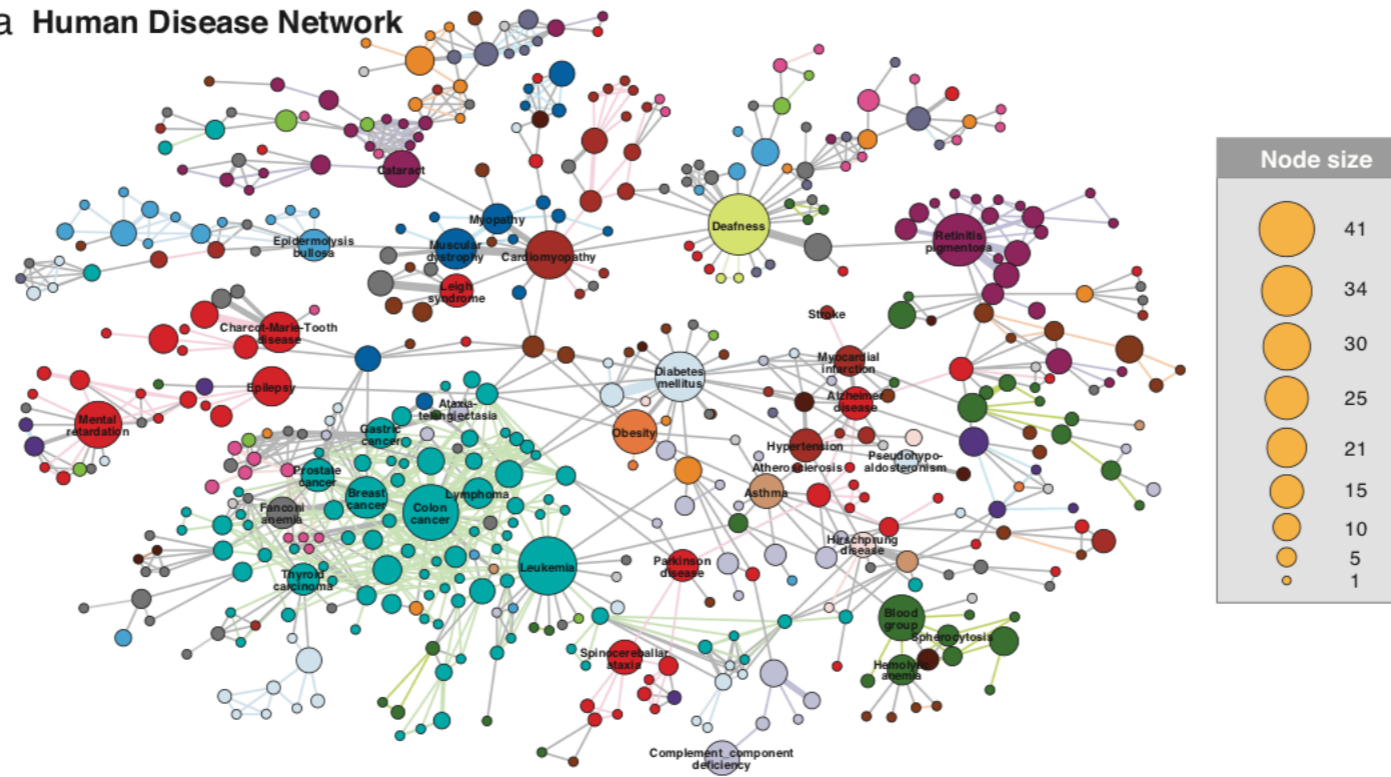 a Human Disease Network
Node size
41
34
30
25
21
15
10
5
1
Cataract
Myopathy
Muscular
dystrophy
Cardiomyopathy
Epidermolysis
bullosa
Leigh
syndrome
Deafness
Retinitis
pigmentosa
Charcot-Marie-Tooth
disease
Stroke
Myocardial
infarction
Epilepsy
Diabetes
mellitus
Alzheimer
disease
Mental
retardation
Ataxia-
telangiectasia
Gastric
cancer
Obesity
Hypertension
Pseudohypo-
aldosteronism
Atherosclerosis
Prostate
cancer
Breast
cancer
Lymphoma
Asthma
Fanconi
anemia
Colon
cancer
Hirschprung
disease
Leukemia
Parkinson
disease
Thyroid
carcinoma
Blood
group
Spherocytosis
Spinocerebellar
ataxia
Hemolytic
anemia
Complement_component
deficiency